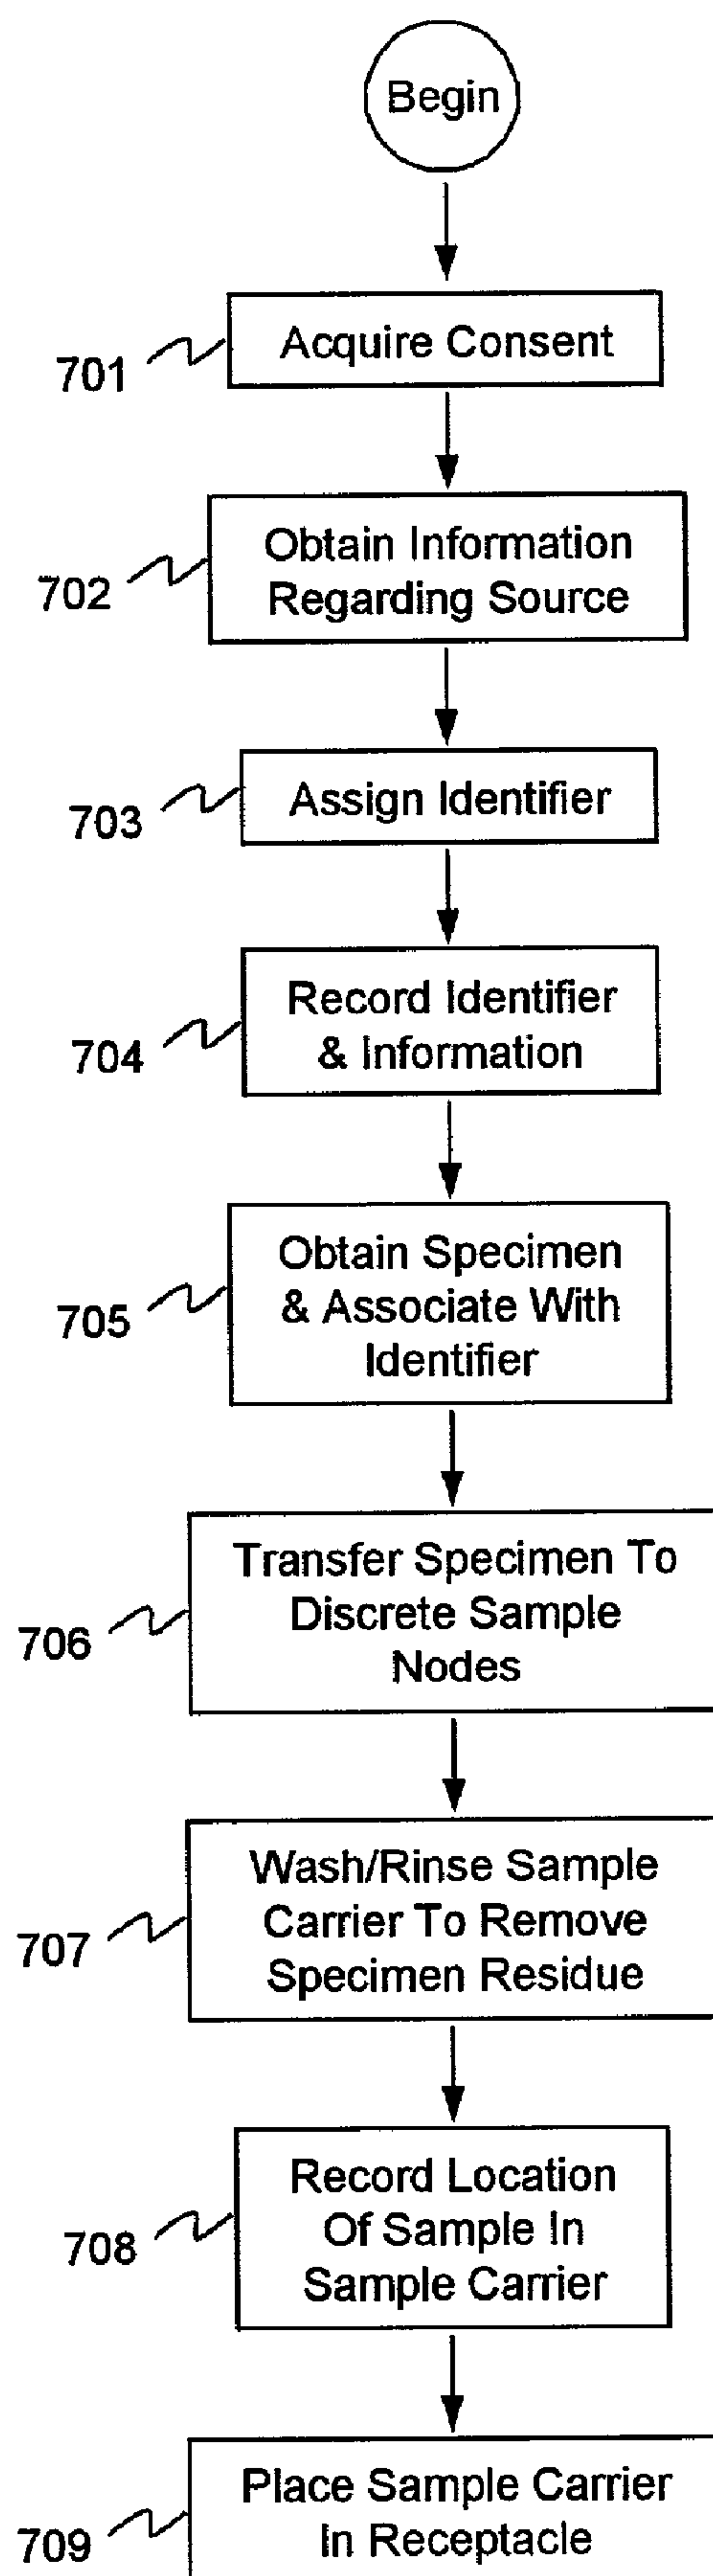 Begin
Acquire Consent
701
Obtain Information
Regarding Source
702
Assign Identifier
703
Record Identifier
& Information
704
Obtain Specimen
& Associate With
Identifier
705
Transfer Specimen To
Discrete Sample
Nodes
706
Wash/Rinse Sample
Carrier To Remove
Specimen Residue
707
Record Location
Of Sample In
Sample Carrier
708
Place Sample Carrier
In Receptacle
709